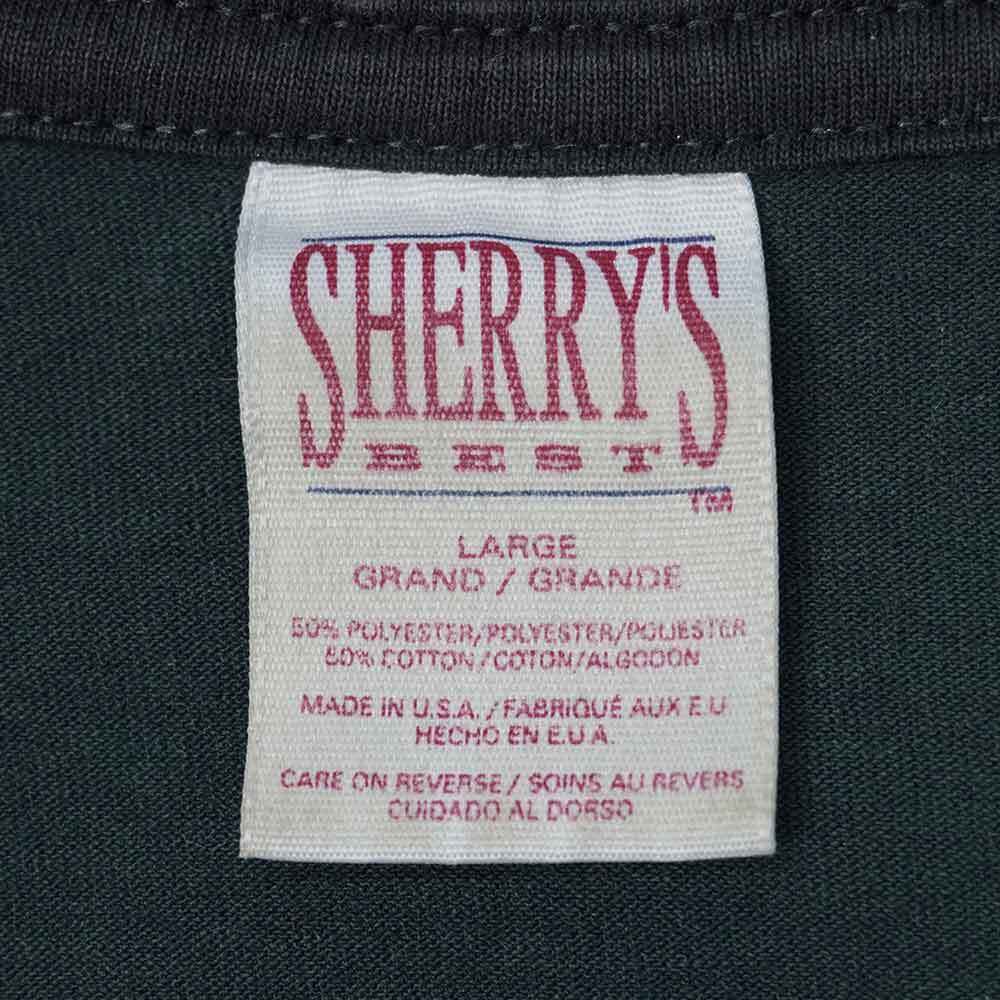 SHERRY'S
BEST
TM
LARGE
GRAND / GRANDE
50% POLYESTER/POLYESTER/POLIESTER
50% COTTON/COTON/ALGODON
MADE IN U.S.A. / FABRIQUÉ AUX E.U
HECHO EN E.U.A.
CARE ON REVERSE / SOINS AU REVERS
CUIDADO AL DORSO